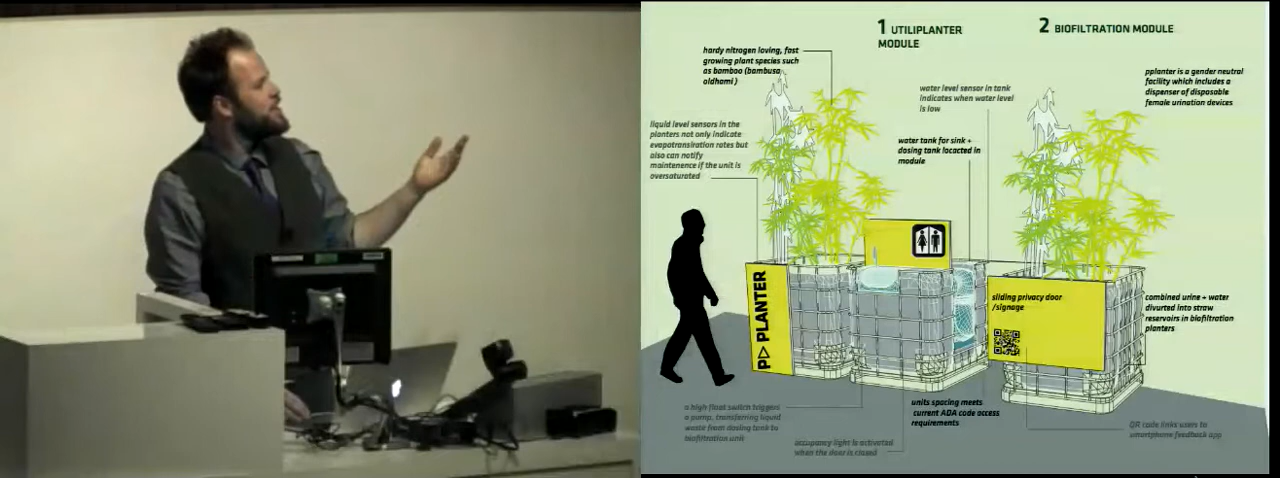 1 UTILIPLANTER
MODULE
2 BIOFILTRATION MODULE
hardy nitrogen loving, fast
growing plant species such
as bamboo (bambusa
oldhami )
liquid level sensors in the
planters not only indicate
evapotransiration rates but
also can notify
maintenence if the unit is
oversaturated
water level sensor in tank
indicates when water level
is low
water tank for sink +
dosing tank locacted in
module
pplanter is a gender neutral
facility which includes a
dispenser of disposable
female urination devices
P PLANTER
sliding privacy door
/signage
combined urine + water
divurted into straw
reservoirs in biofiltration
planters
a high float switch triggers
a pump, transferring liquid
waste from dosing tank to
biofiltration unit
occupancy light is activated
when the door is closed
units spacing meets
current ADA code access
requirements
QR code links users to
smartphone feedback app